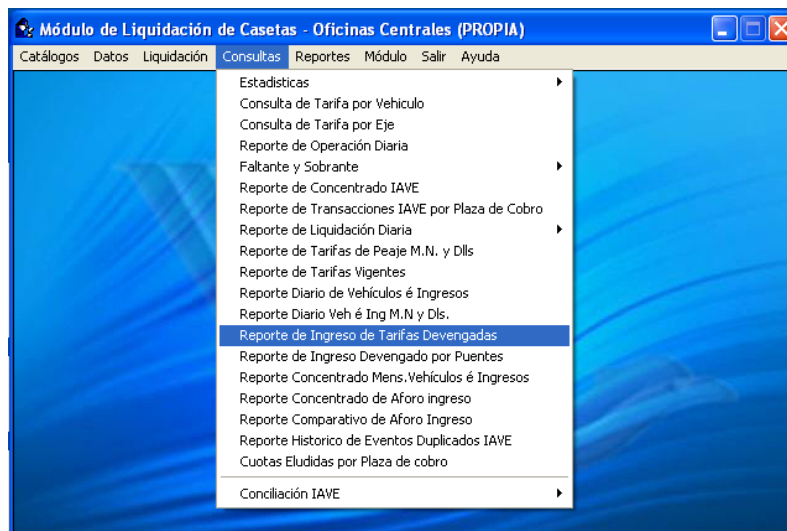 Módulo de Liquidación de Casetas - Oficinas Centrales (PROPIA)
Catálogos Datos Liquidación Consultas Reportes Módulo Salir Ayuda
Estadisticas
Consulta de Tarifa por Vehiculo
Consulta de Tarifa por Eje
Reporte de Operación Diaria
Faltante y Sobrante
Reporte de Concentrado IAVE
Reporte de Transacciones IAVE por Plaza de Cobro
Reporte de Liquidación Diaria
Reporte de Tarifas de Peaje M.N. y Dlls
Reporte de Tarifas Vigentes
Reporte Diario de Vehículos é Ingresos
Reporte Diario Veh é Ing M.N y Dls.
Reporte de Ingreso de Tarifas Devengadas
Reporte de Ingreso Devengado por Puentes
Reporte Concentrado Mens.Vehículos é Ingresos
Reporte Concentrado de Aforo ingreso
Reporte Comparativo de Aforo Ingreso
Reporte Historico de Eventos Duplicados IAVE
Cuotas Eludidas por Plaza de cobro
Conciliación IAVE